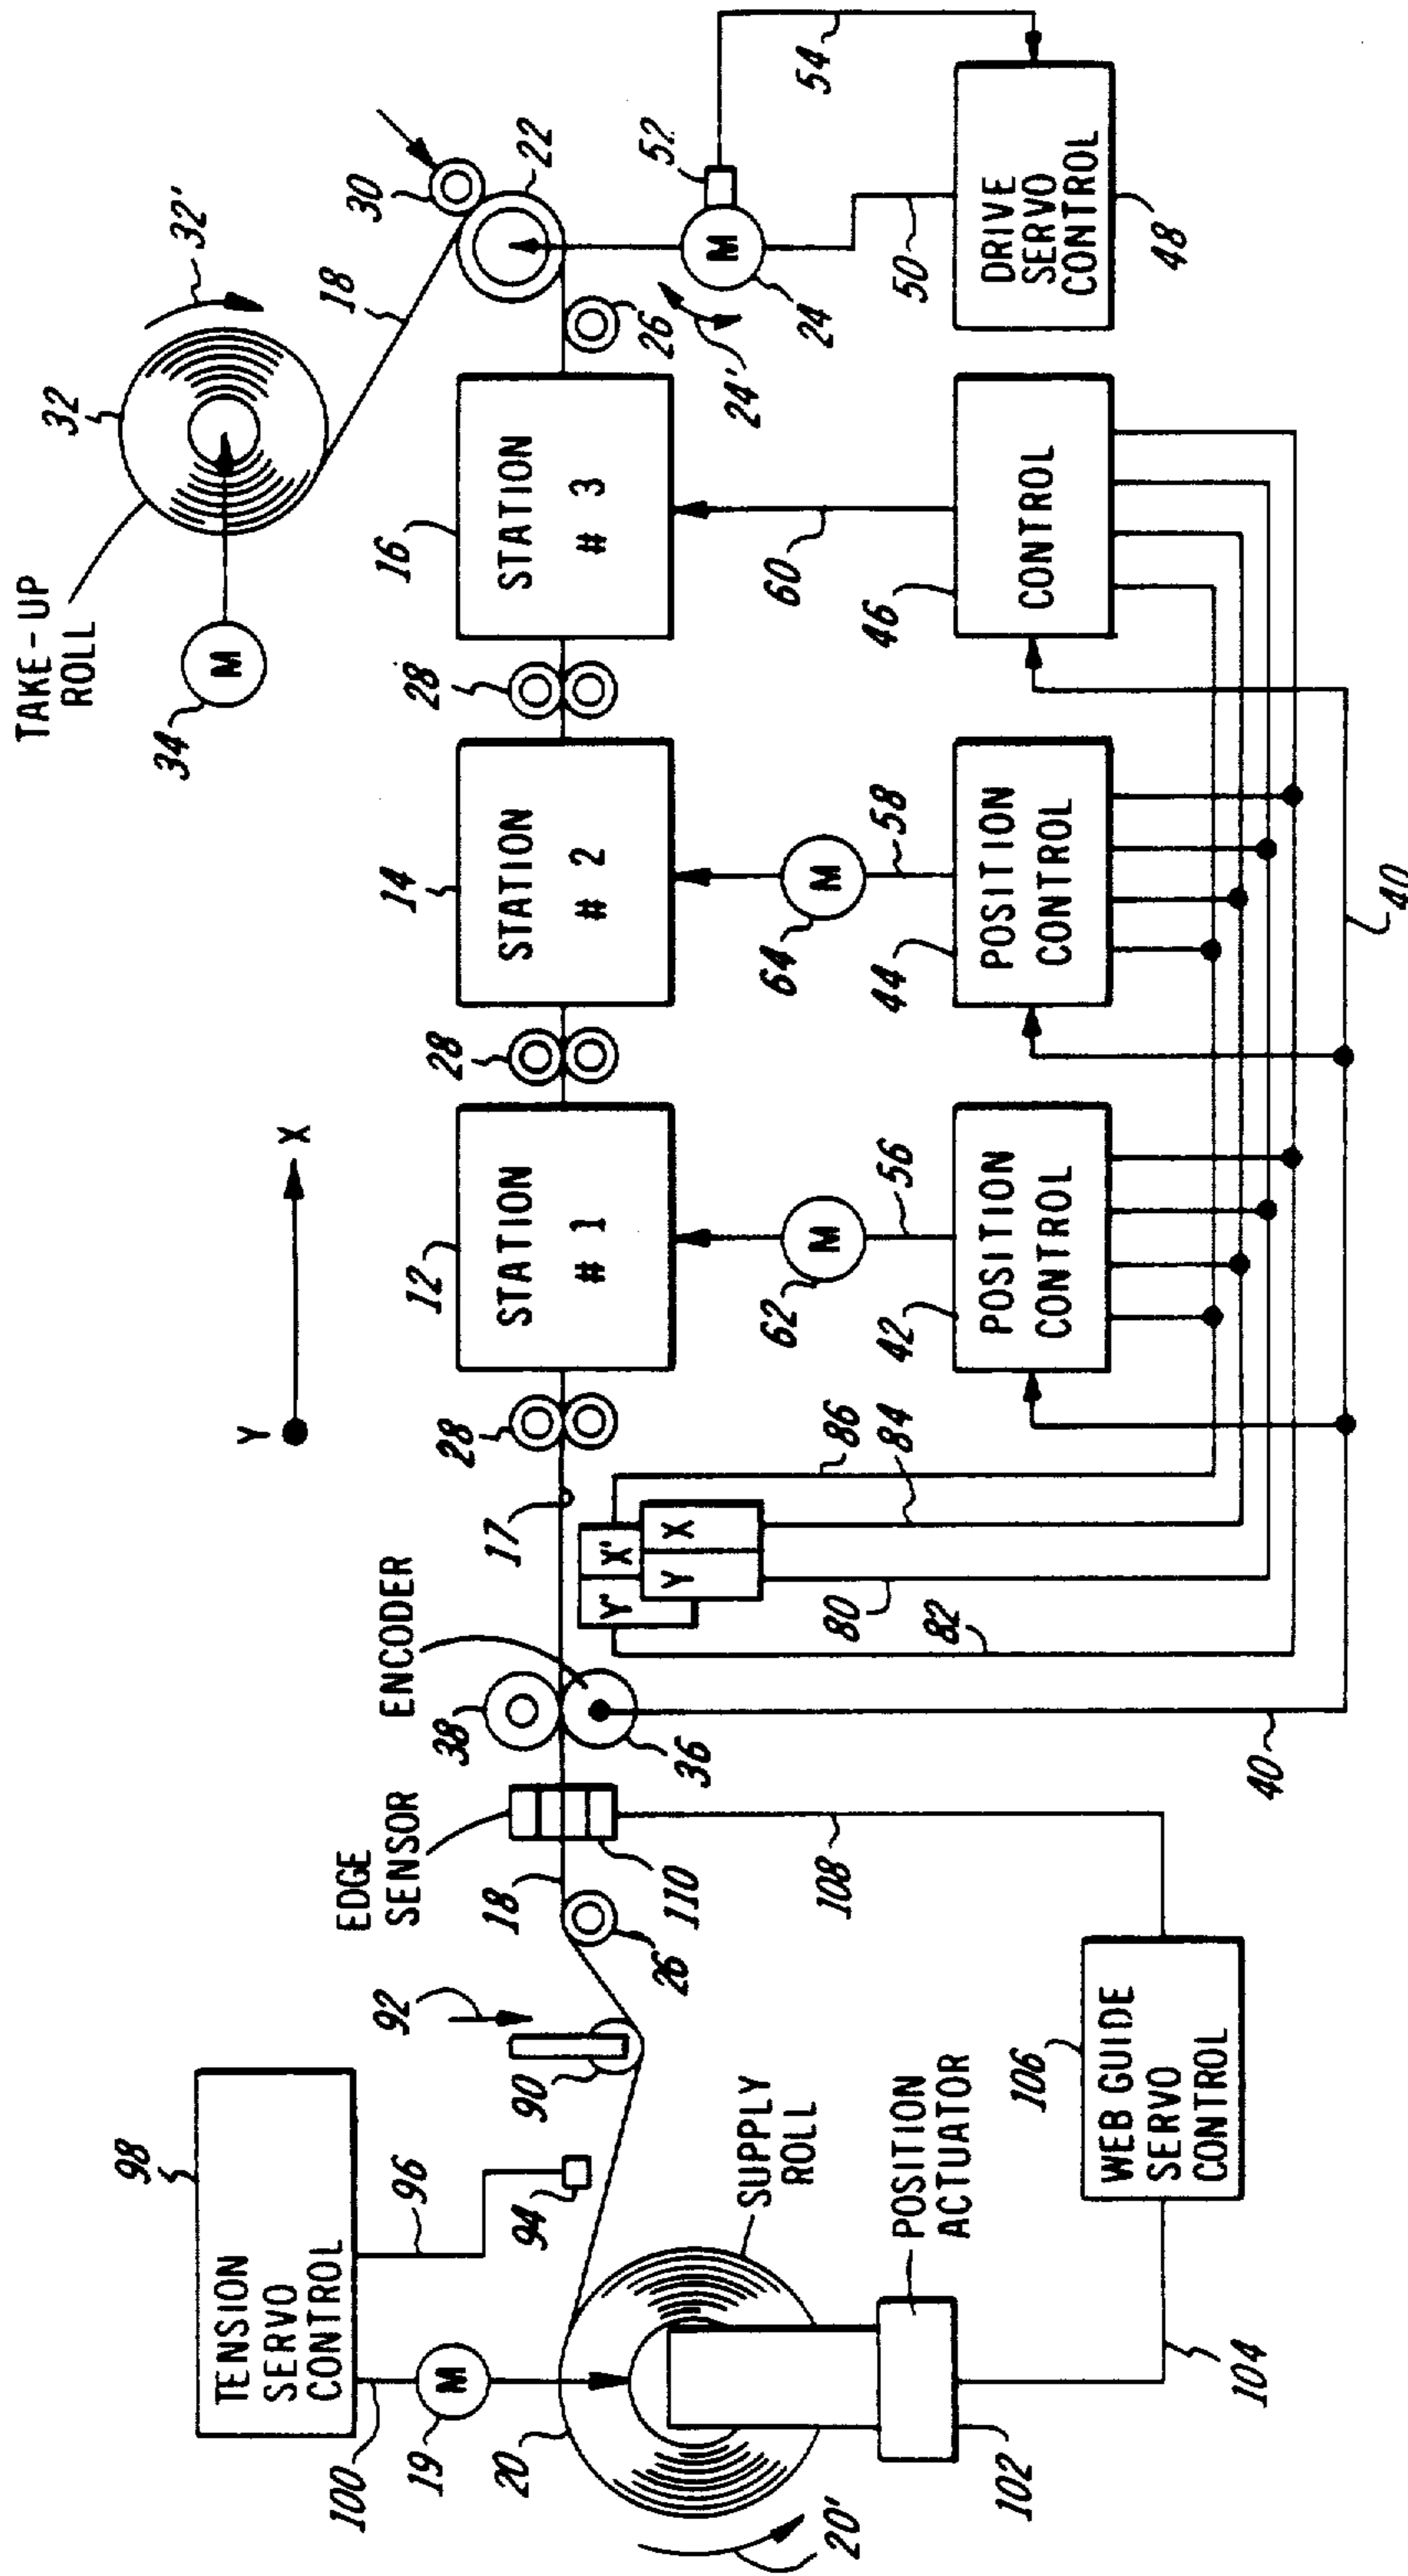 TAKE-UP
ROLL
32
32'
18
30
22
34
M
16
STATION
# 3
26
24'
M
24
52
54
50
DRIVE
SERVO
CONTROL
48
28
14
STATION
# 2
60
46
CONTROL
28
12
STATION
# 1
64
M
58
44
POSITION
CONTROL
Y
X
62
M
56
42
POSITION
CONTROL
40
28
17
86
84
Y'
X'
Y
X
80
82
ENCODER
38
36
40
EDGE
SENSOR
18
110
108
26
92
90
98
TENSION
SERVO
CONTROL
96
94
100
19
M
20
20'
SUPPLY
ROLL
POSITION
ACTUATOR
102
104
106
WEB GUIDE
SERVO
CONTROL